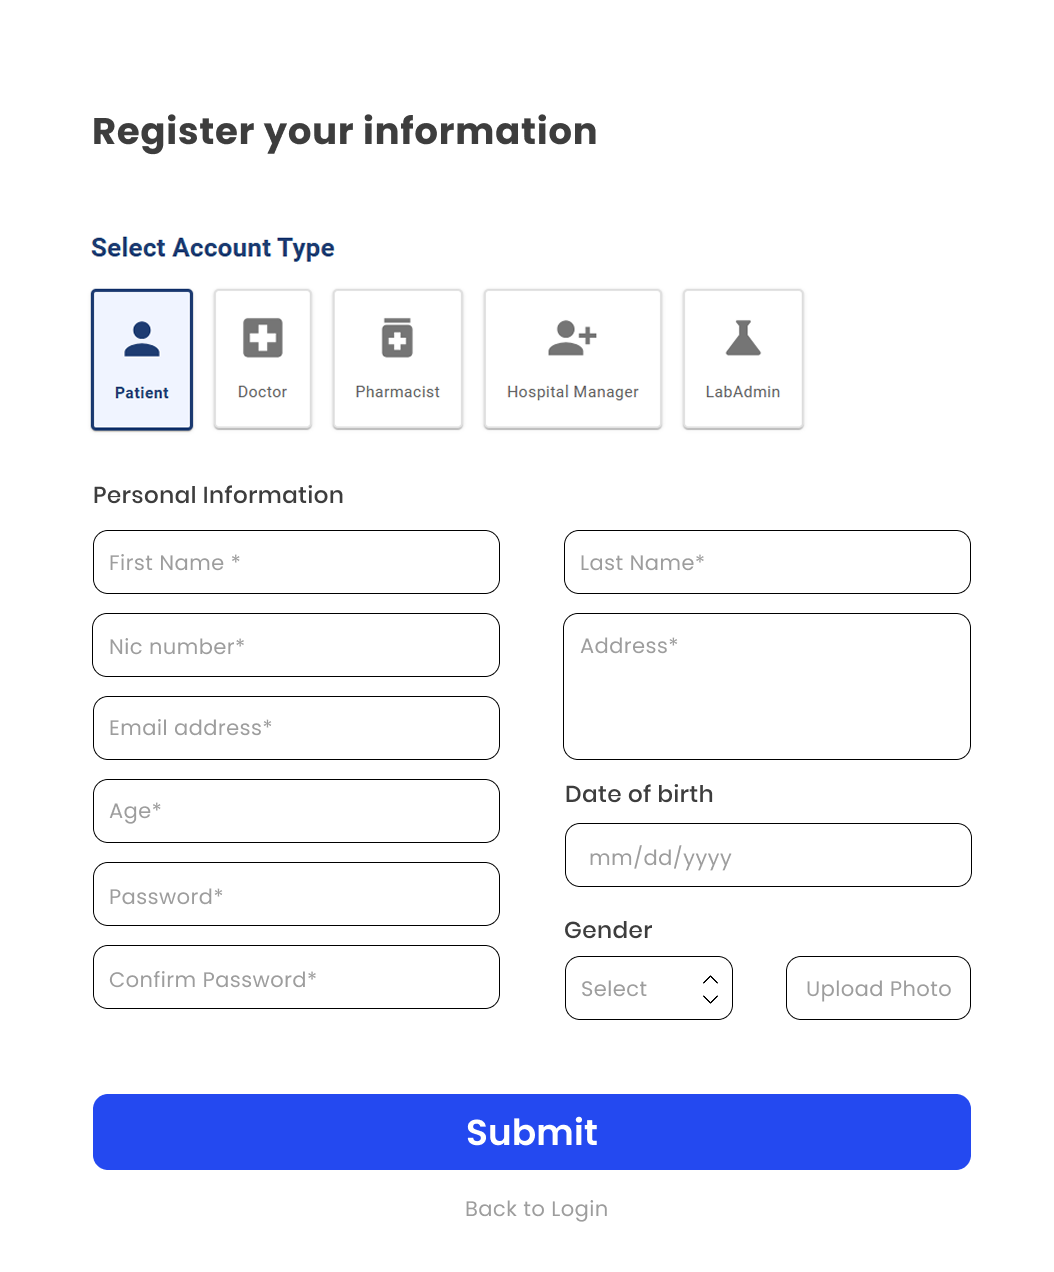 Register your information
Select Account Type
Patient
Doctor
Pharmacist
Hospital Manager
LabAdmin
Personal Information
First Name *
Last Name*
Nic number*
Address*
Email address*
Age*
Date of birth
mm/dd/yyyy
Password*
Gender
Confirm Password*
Select
Upload Photo
Submit
Back to Login